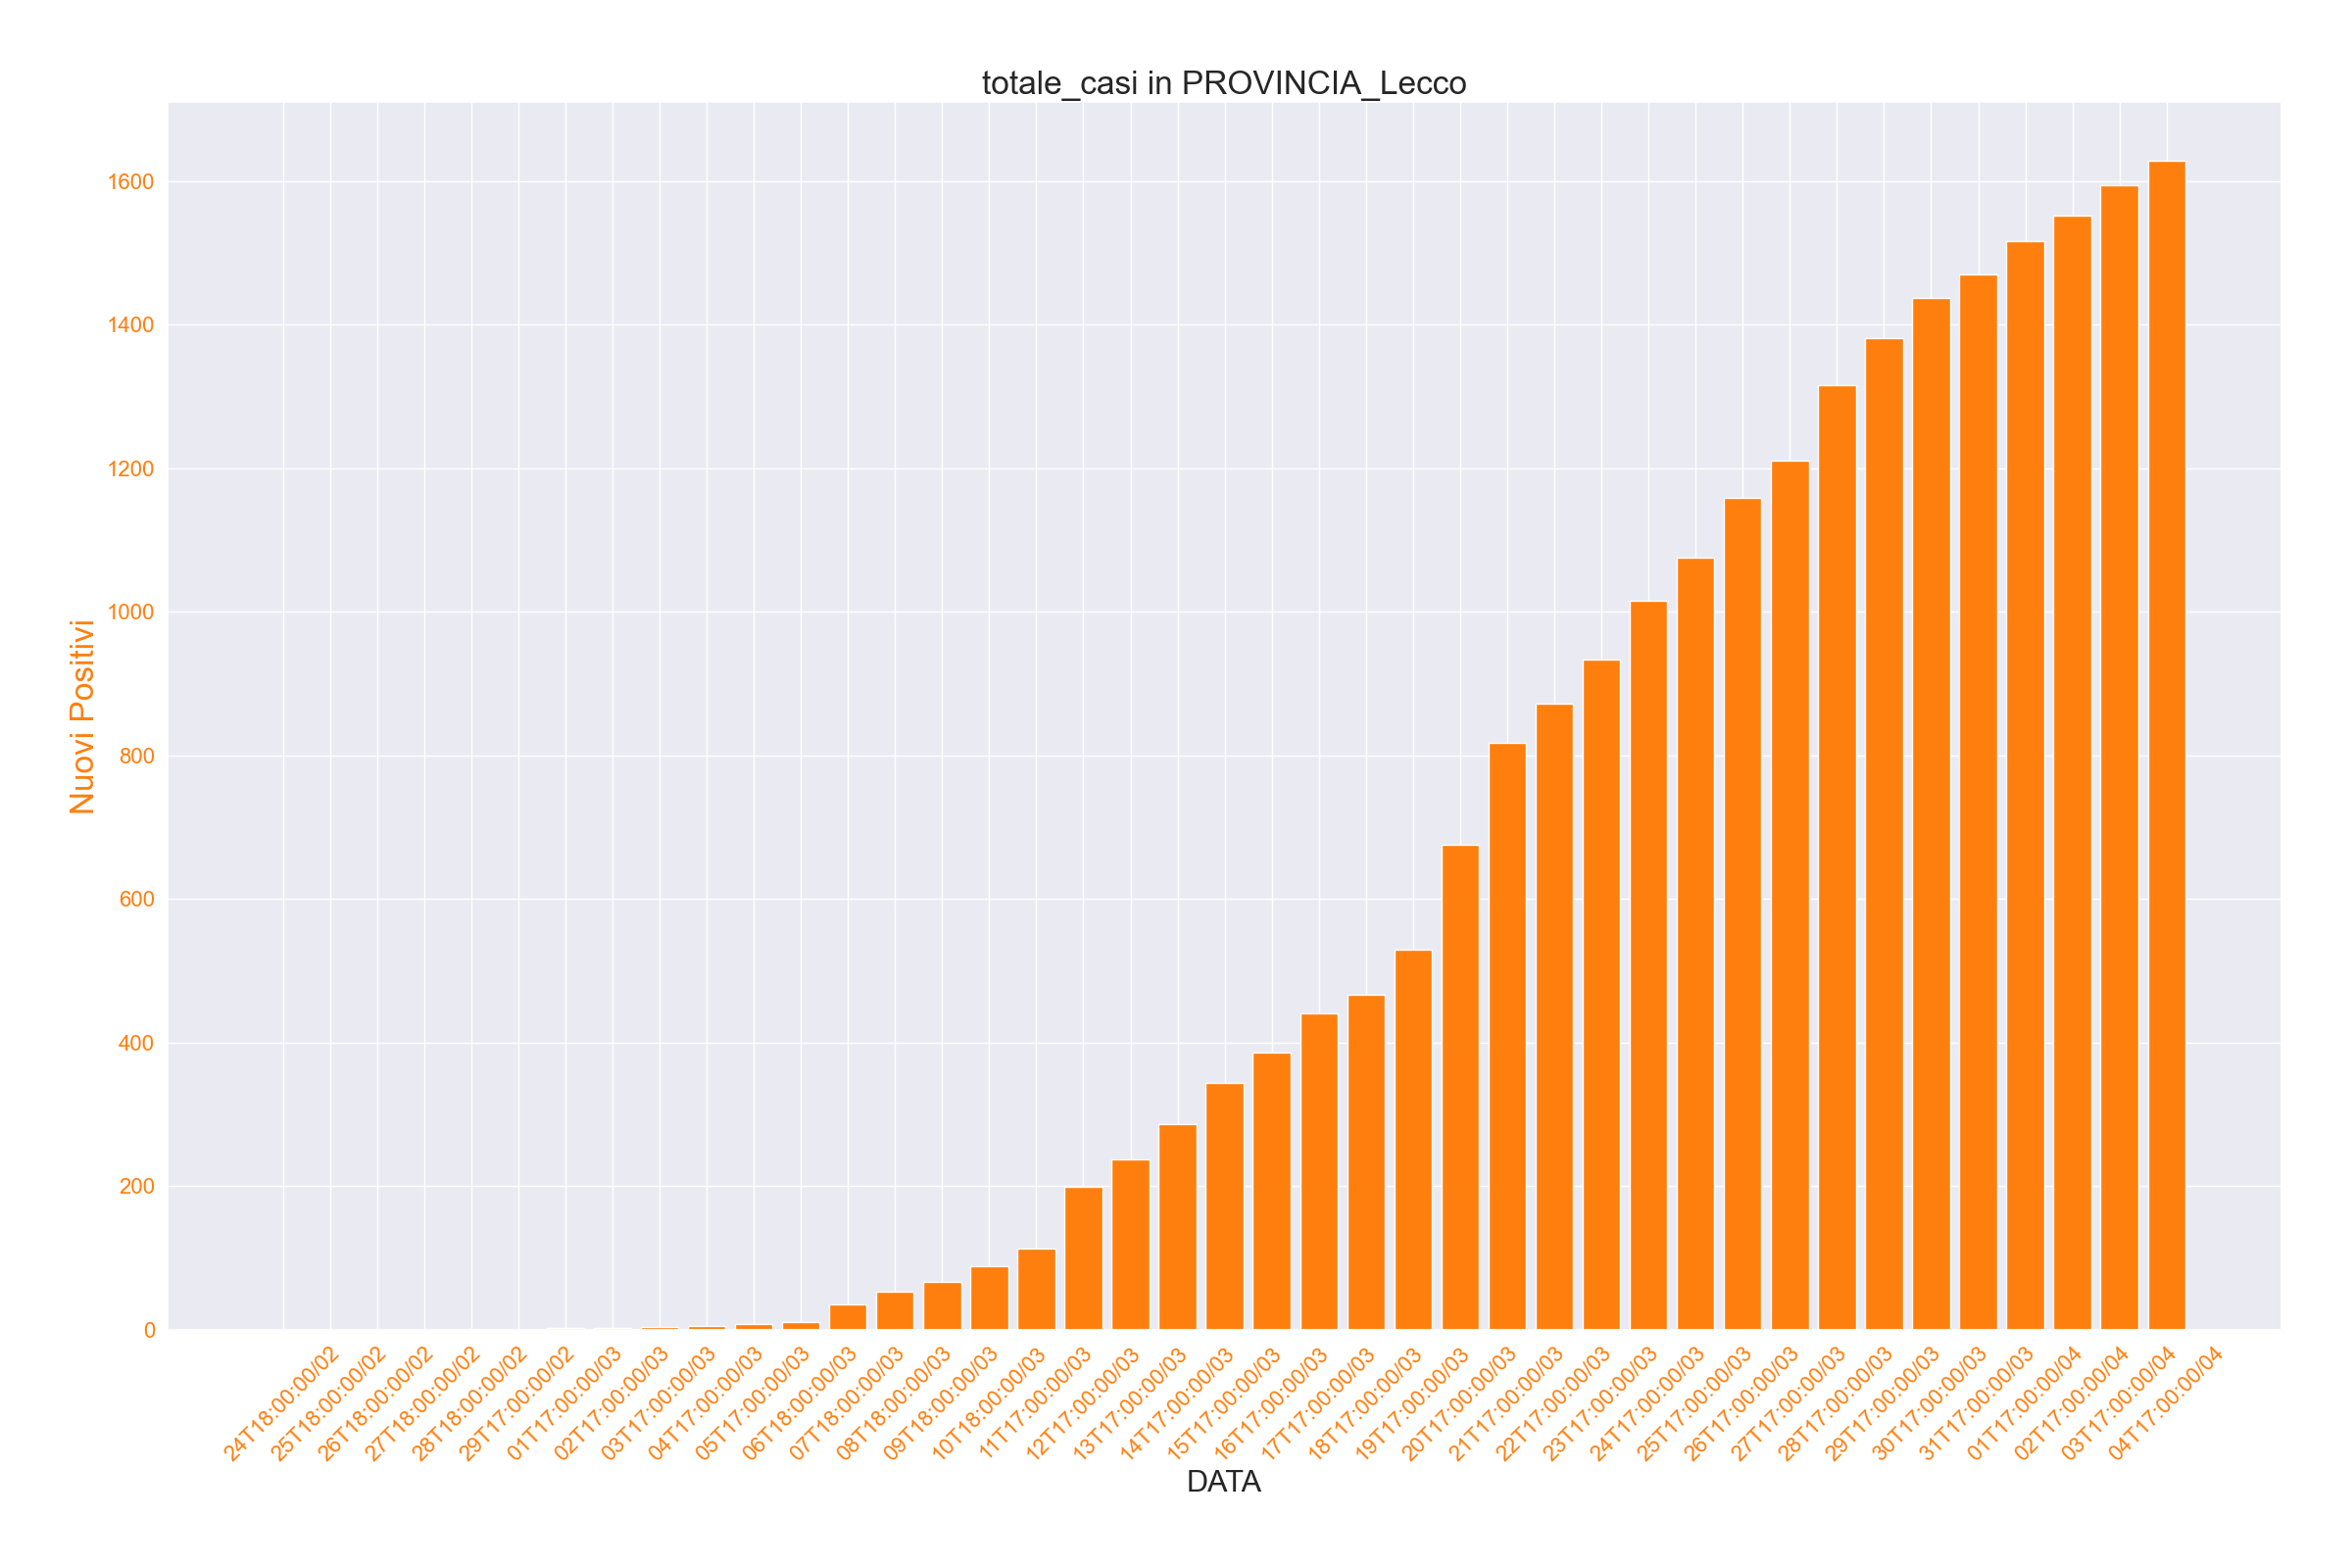 totale_casi in PROVINCIA_Lecco
Nuovi Positivi
1600
1400
1200
1000
800
600
400
200
0
24T18:00:00/02
25T18:00:00/02
26T18:00:00/02
27T18:00:00/02
28T18:00:00/02
29T17:00:00/02
01T17:00:00/03
02T17:00:00/03
03T17:00:00/03
04T17:00:00/03
05T17:00:00/03
06T18:00:00/03
07T18:00:00/03
08T18:00:00/03
09T18:00:00/03
10T18:00:00/03
11T17:00:00/03
12T17:00:00/03
13T17:00:00/03
14T17:00:00/03
15T17:00:00/03
16T17:00:00/03
17T17:00:00/03
18T17:00:00/03
19T17:00:00/03
20T17:00:00/03
21T17:00:00/03
22T17:00:00/03
23T17:00:00/03
24T17:00:00/03
25T17:00:00/03
26T17:00:00/03
27T17:00:00/03
28T17:00:00/03
29T17:00:00/03
30T17:00:00/03
31T17:00:00/03
01T17:00:00/04
02T17:00:00/04
03T17:00:00/04
04T17:00:00/04
DATA